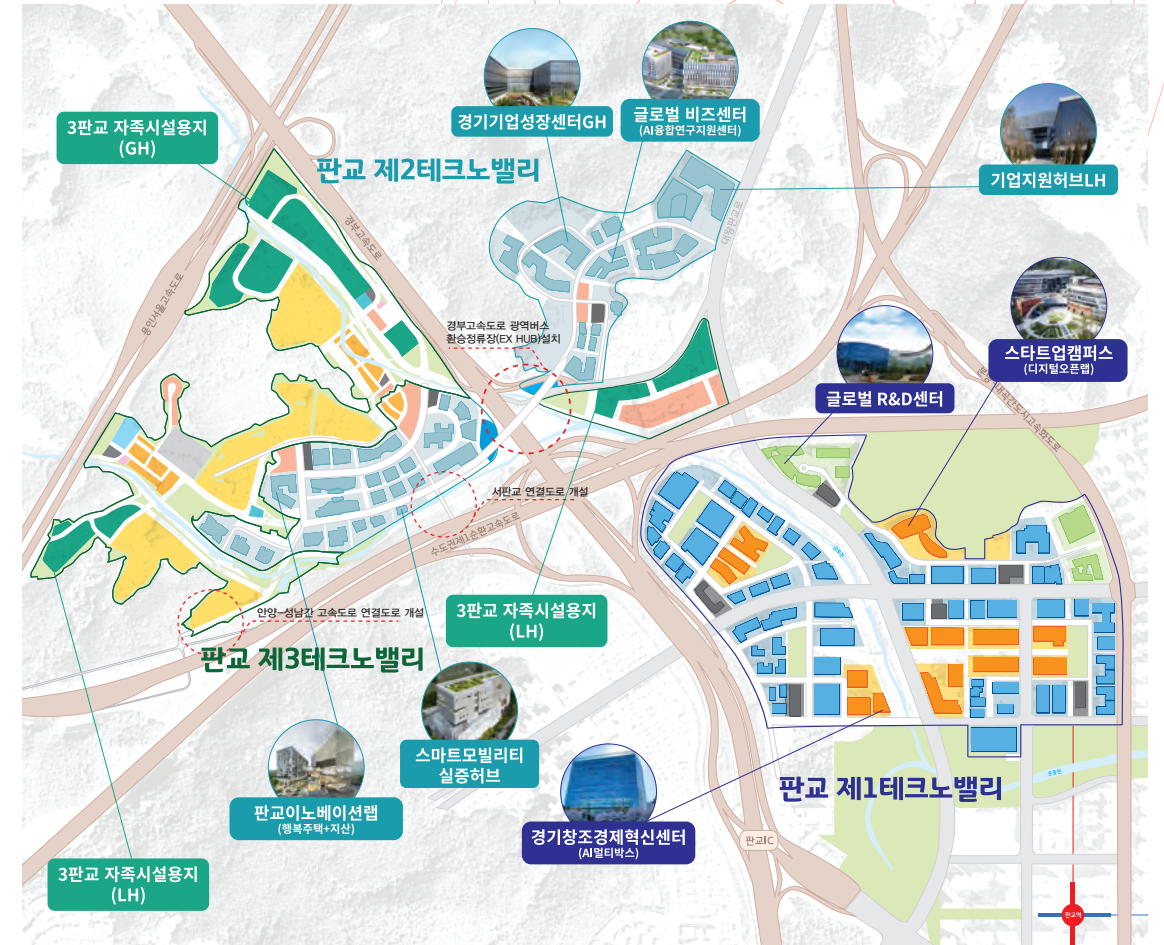 경기기업성장센터GH
글로벌 비즈센터
(AI융합연구지원센터)
3판교 자족시설용지
(GH)
판교 제2테크노밸리
기업지원허브LH
대왕판교로
경부고속도로
용인서울고속도로
경부고속도로 광역버스
환승정류장(EX HUB)설치
스타트업캠퍼스
(디지털오픈랩)
글로벌 R&D센터
서판교 연결도로 개설
수도권제1순환고속도로
금토천
안양-성남간 고속도로 연결도로 개설
3판교 자족시설용지
(LH)
판교 제3테크노밸리
스마트모빌리티
실증허브
판교이노베이션랩
(행복주택+지산)
판교 제1테크노밸리
경기창조경제혁신센터
(AI멀티박스)
판교IC
운중천
3판교 자족시설용지
(LH)
판교역